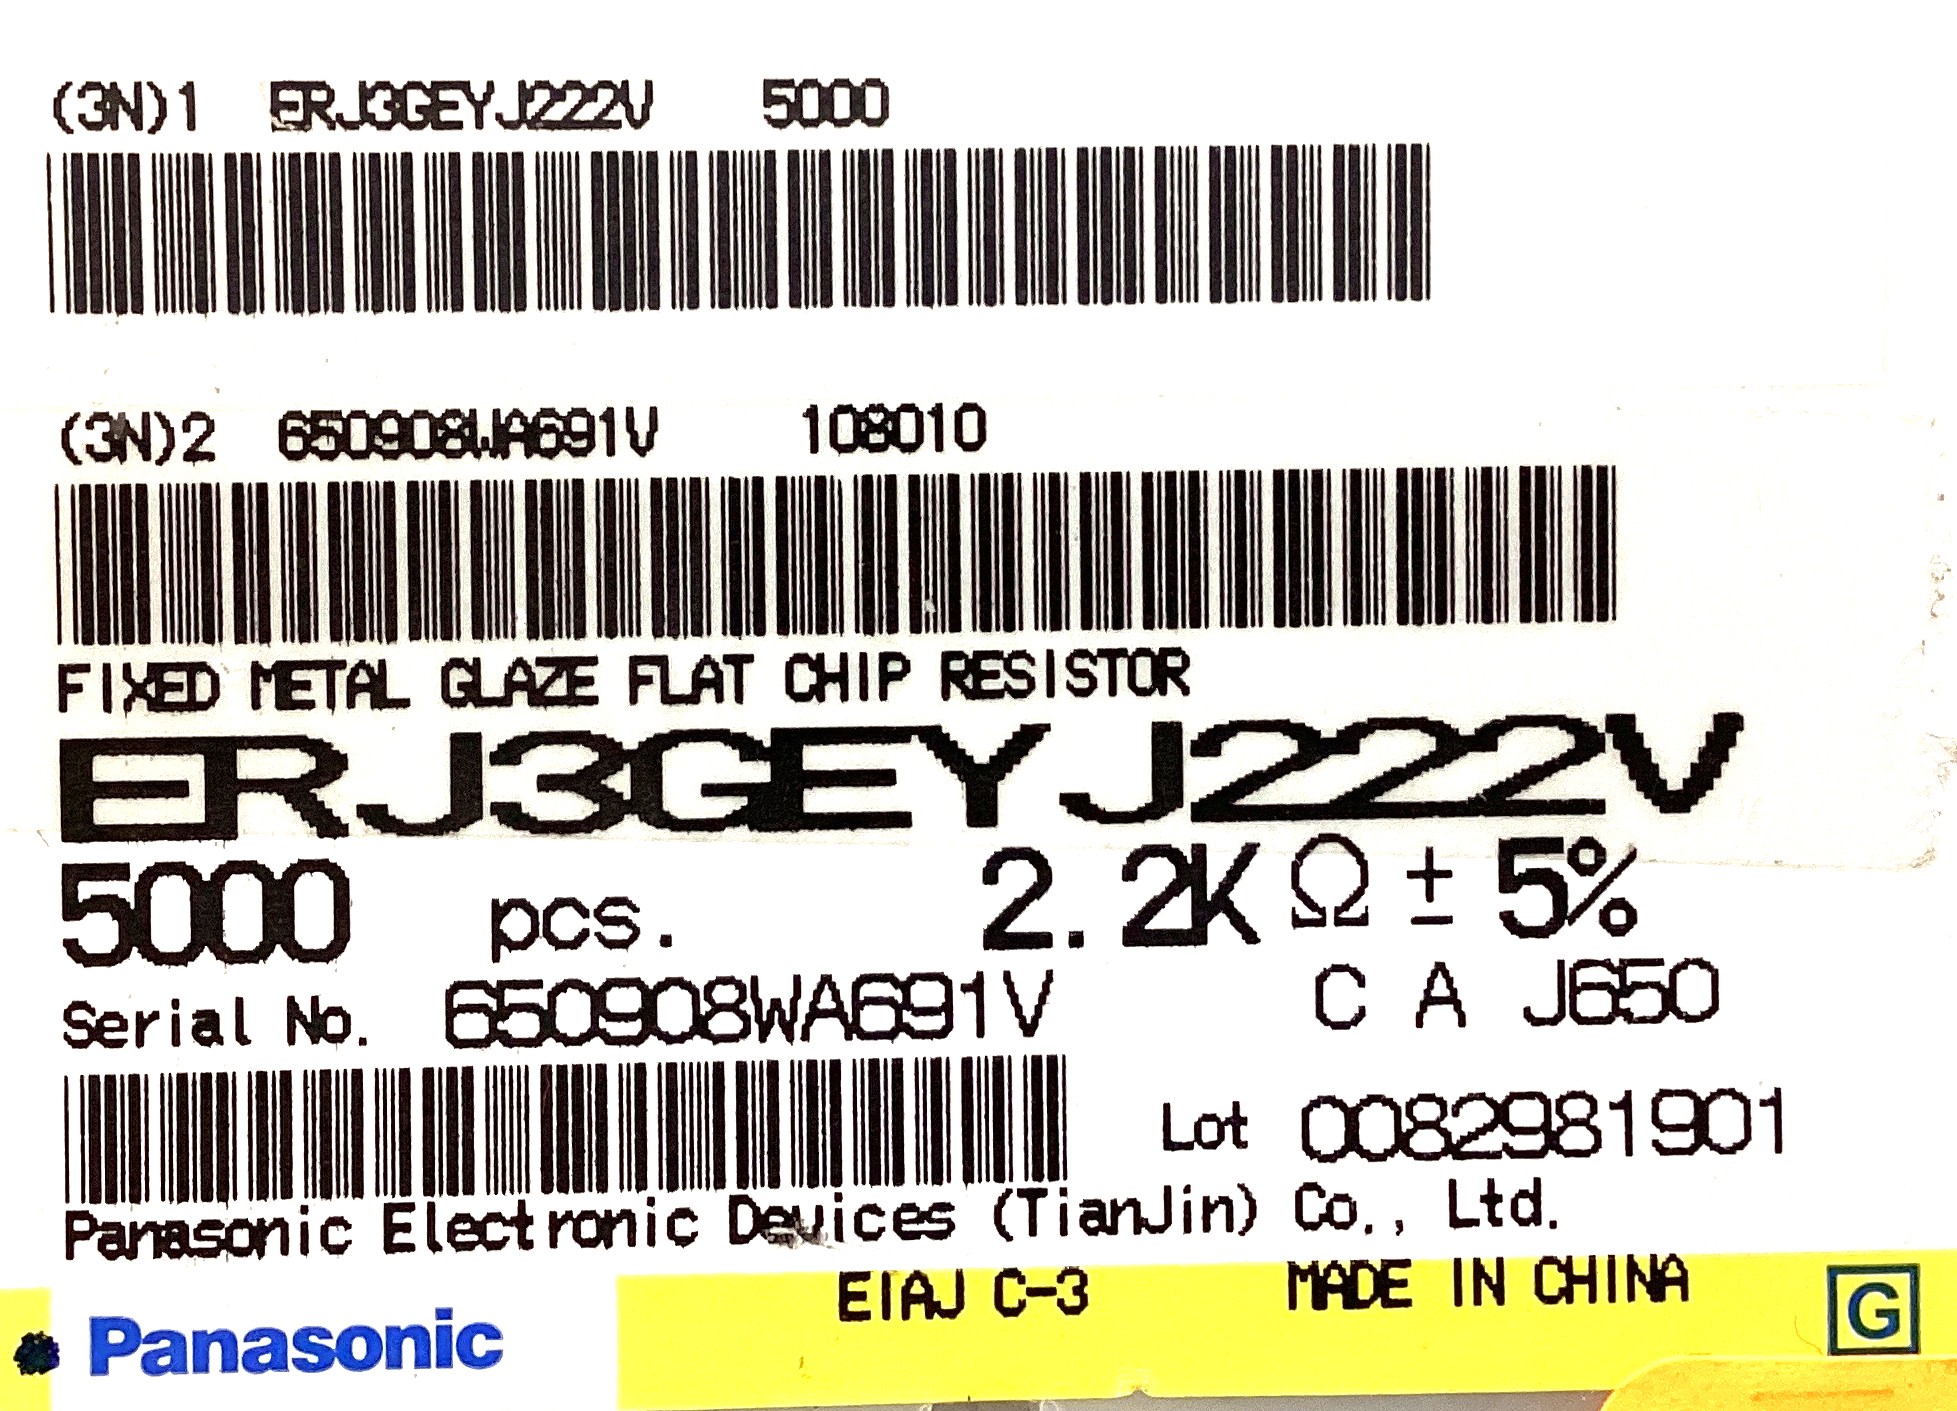 (3N)1 ERJ3GEYJ222V 5000
(3N)2 650908WA691V 108010
FIXED METAL GLAZE FLAT CHIP RESISTOR
ERJ3GEYJ222V
5000 pcs. 2.2KΩ±5%
Serial No. 650908WA691V C A J650
Lot 0082981901
Panasonic Electronic Devices (TianJin) Co., Ltd.
EIAJ C-3 MADE IN CHINA
Panasonic G